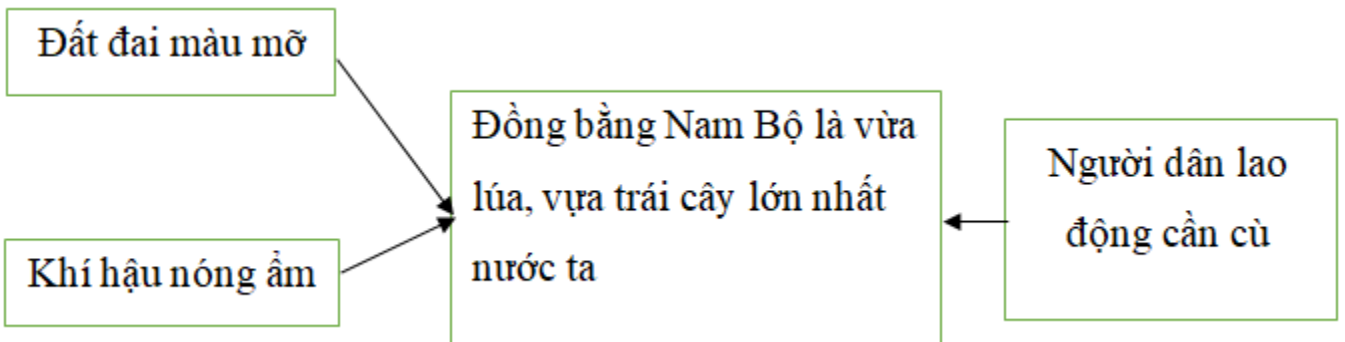 Đất đai màu mỡ
Khí hậu nóng ẩm
Đồng bằng Nam Bộ là vừa
lúa, vựa trái cây lớn nhất
nước ta
Người dân lao
động cần cù